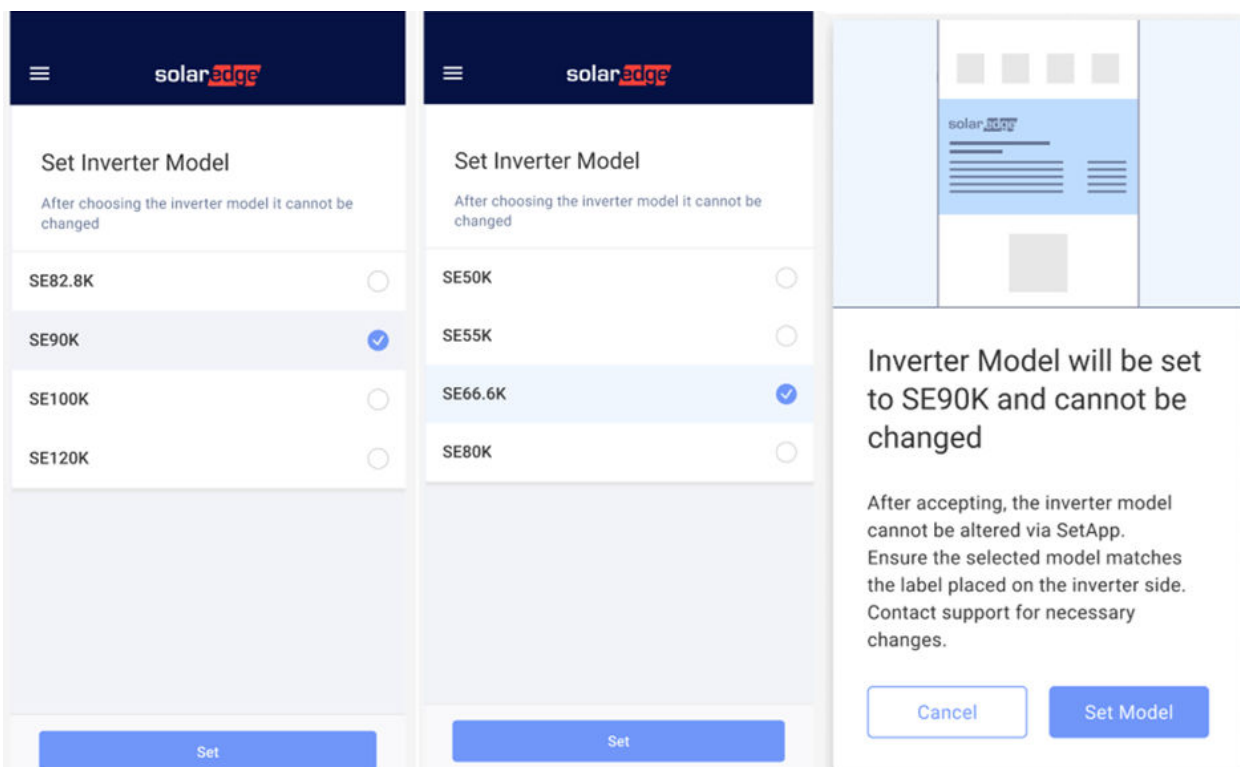 solaredge
Set Inverter Model
After choosing the inverter model it cannot be
changed
SE82.8K
SE90K
SE100K
SE120K
Set
solaredge
Set Inverter Model
After choosing the inverter model it cannot be
changed
SE50K
SE55K
SE66.6K
SE80K
Set
solaredge
Inverter Model will be set
to SE90K and cannot be
changed
After accepting, the inverter model
cannot be altered via SetApp.
Ensure the selected model matches
the label placed on the inverter side.
Contact support for necessary
changes.
Cancel
Set Model